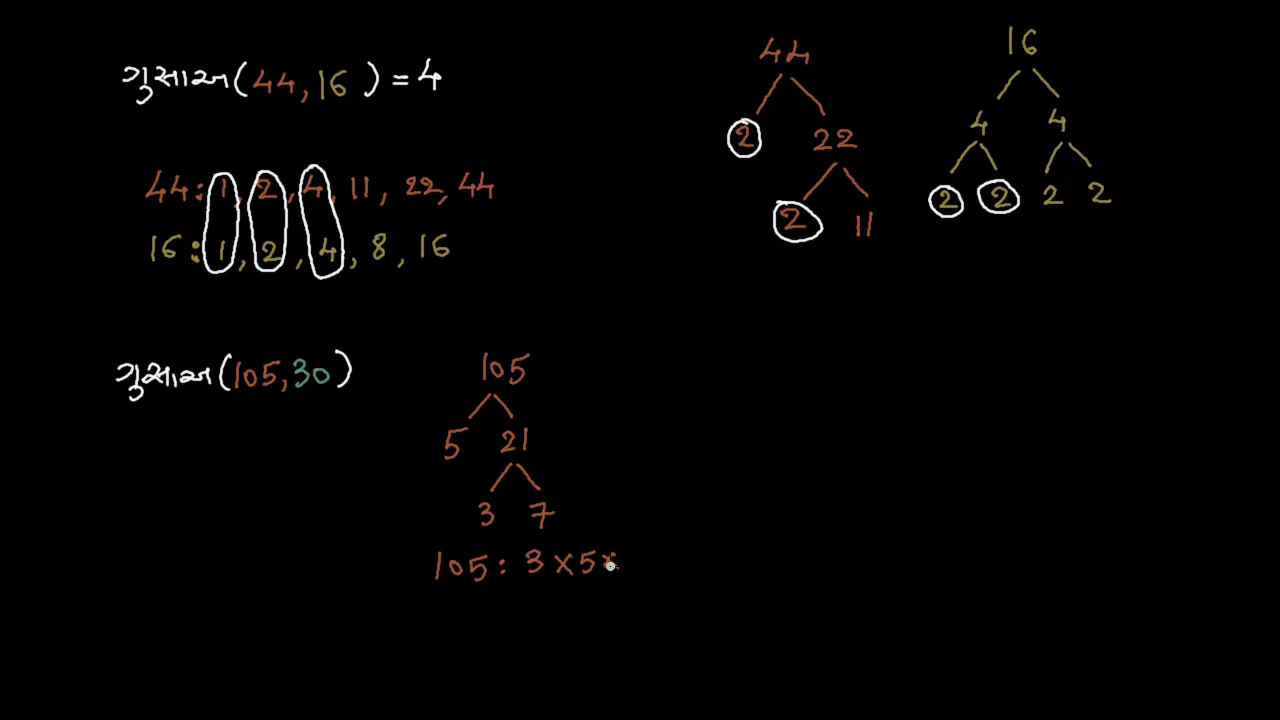 ગુસાઅ(44,16) = 4
44: 1, 2, 4, 11, 22, 44
16: 1, 2, 4, 8, 16
44
2 22
2 11
16
4 4
2 2 2 2
ગુસાઅ(105,30)
105
5 21
3 7
105: 3×5×